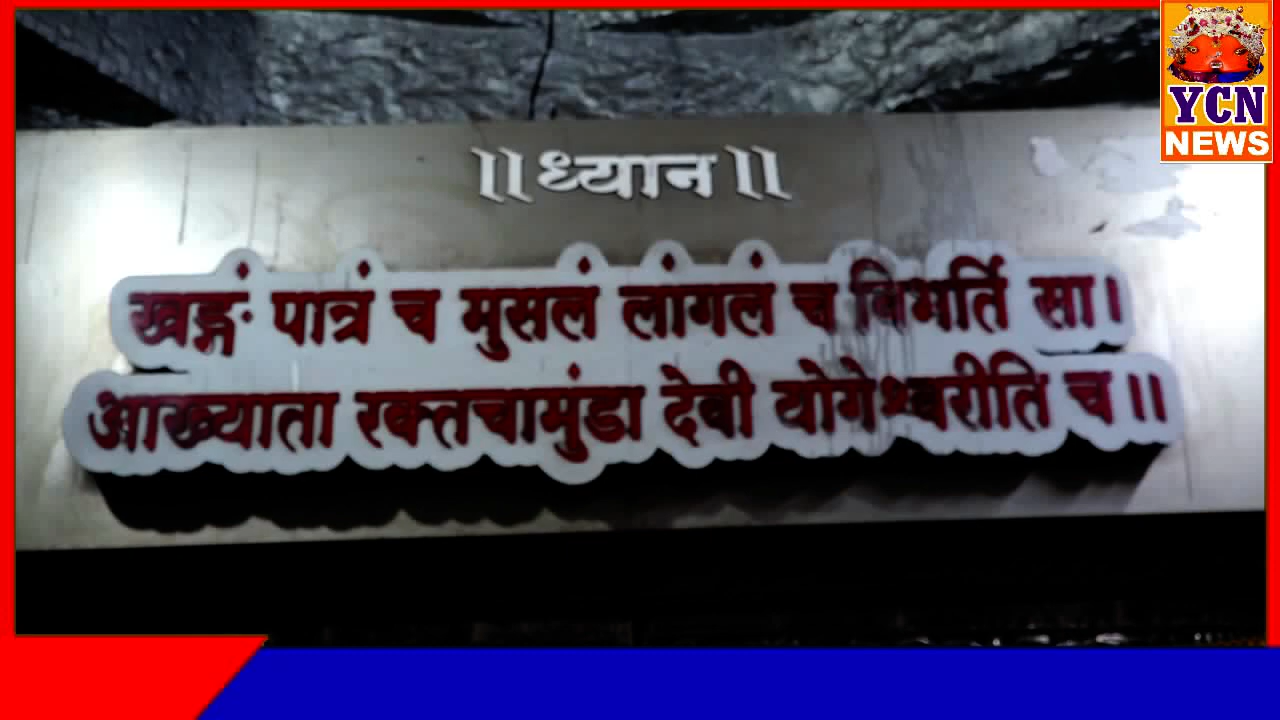 ॥ध्यान॥
खड्गं पात्रं च मुसलं लांगलं च बिभर्ति सा।
आख्याता रक्तचामुंडा देवी योगेश्वरीति च॥
YCN
NEWS